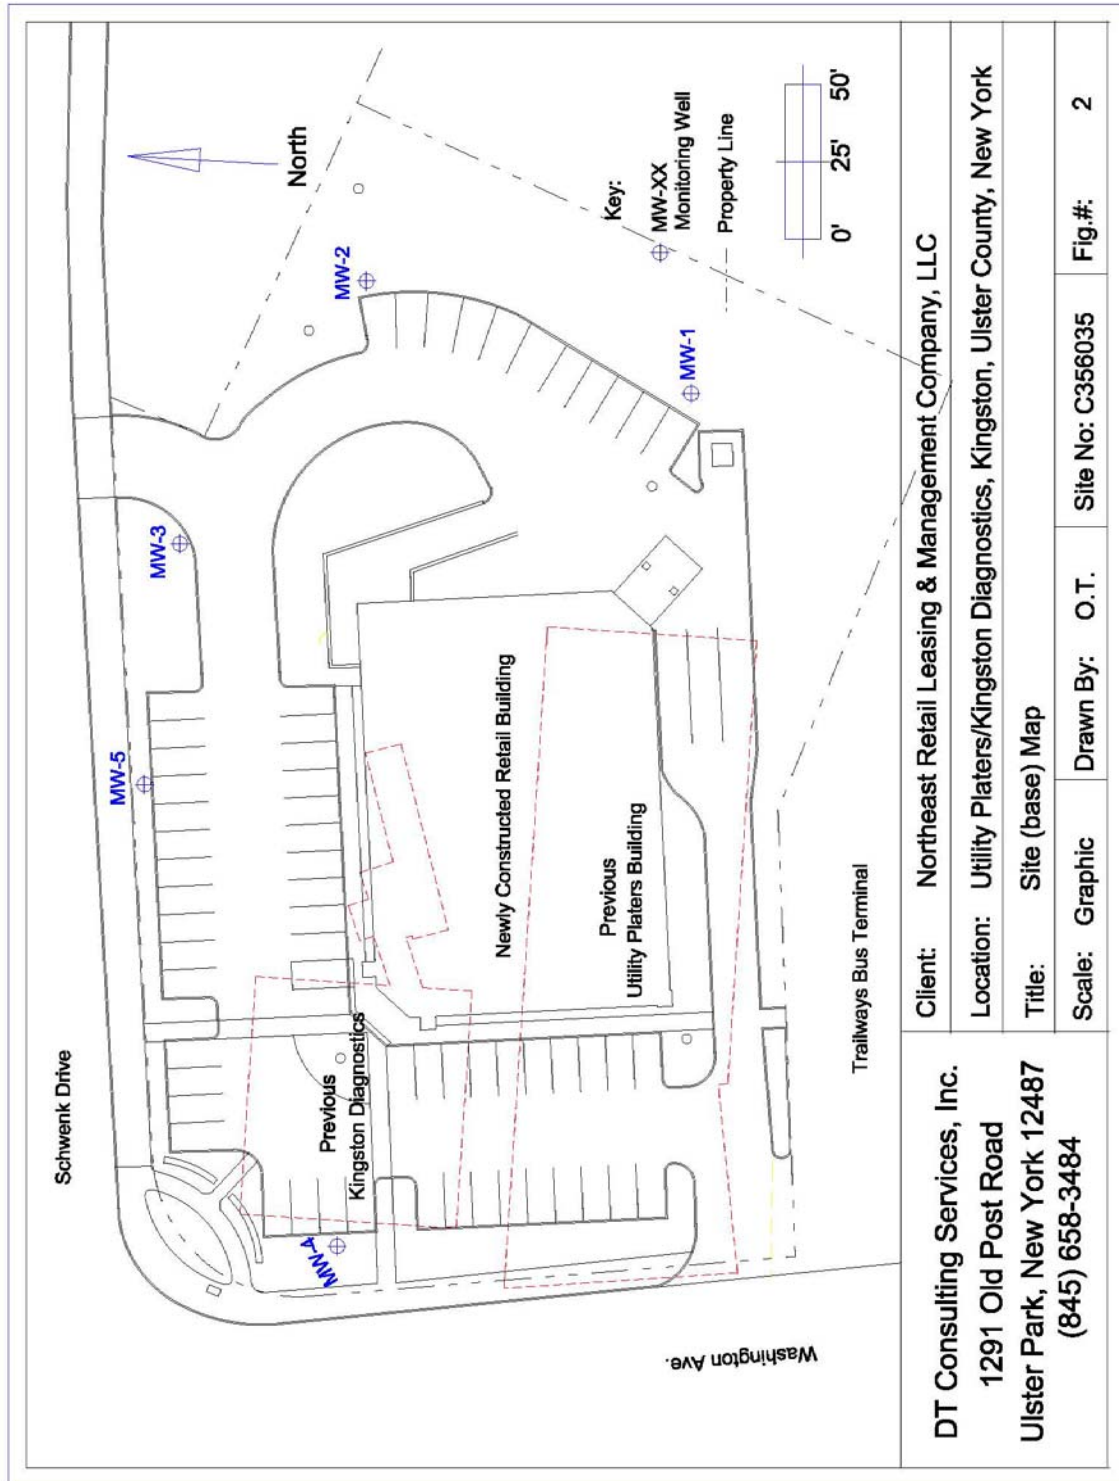 Schwenk Drive
MW-5
MW-3
MW-2
North
MW-4
Previous
Kingston Diagnostics
Newly Constructed Retail Building
Previous
Utility Platers Building
MW-1
Key:
MW-XX
Monitoring Well
Property Line
0' 25' 50'
Washington Ave.
Trailways Bus Terminal
DT Consulting Services, Inc.
1291 Old Post Road
Ulster Park, New York 12487
(845) 658-3484
Client: Northeast Retail Leasing & Management Company, LLC
Location: Utility Platers/Kingston Diagnostics, Kingston, Ulster County, New York
Title: Site (base) Map
Scale: Graphic Drawn By: O.T. Site No: C356035 Fig.#: 2